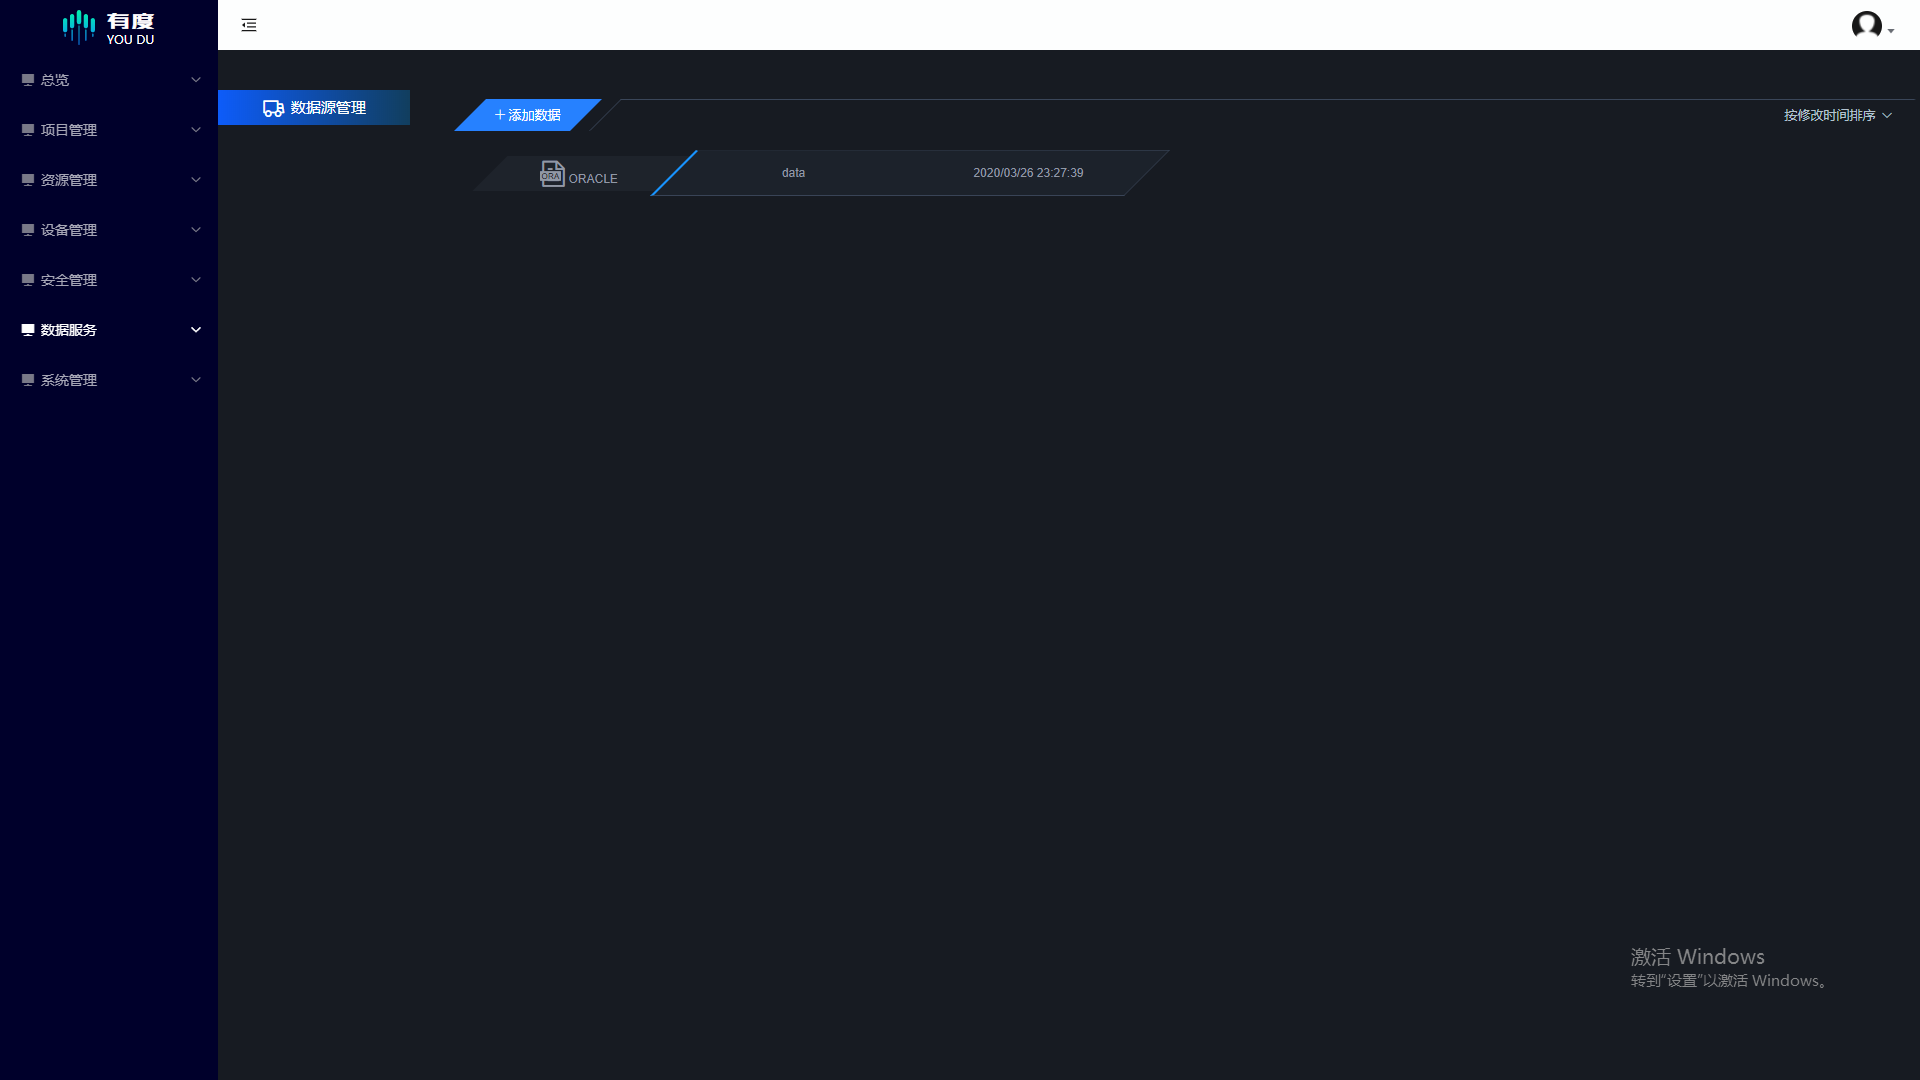 有度
YOU DU
总览
项目管理
资源管理
设备管理
安全管理
数据服务
系统管理
数据源管理
添加数据
按修改时间排序
ORA
ORACLE
data
2020/03/26 23:27:39
激活 Windows
转到“设置”以激活 Windows。